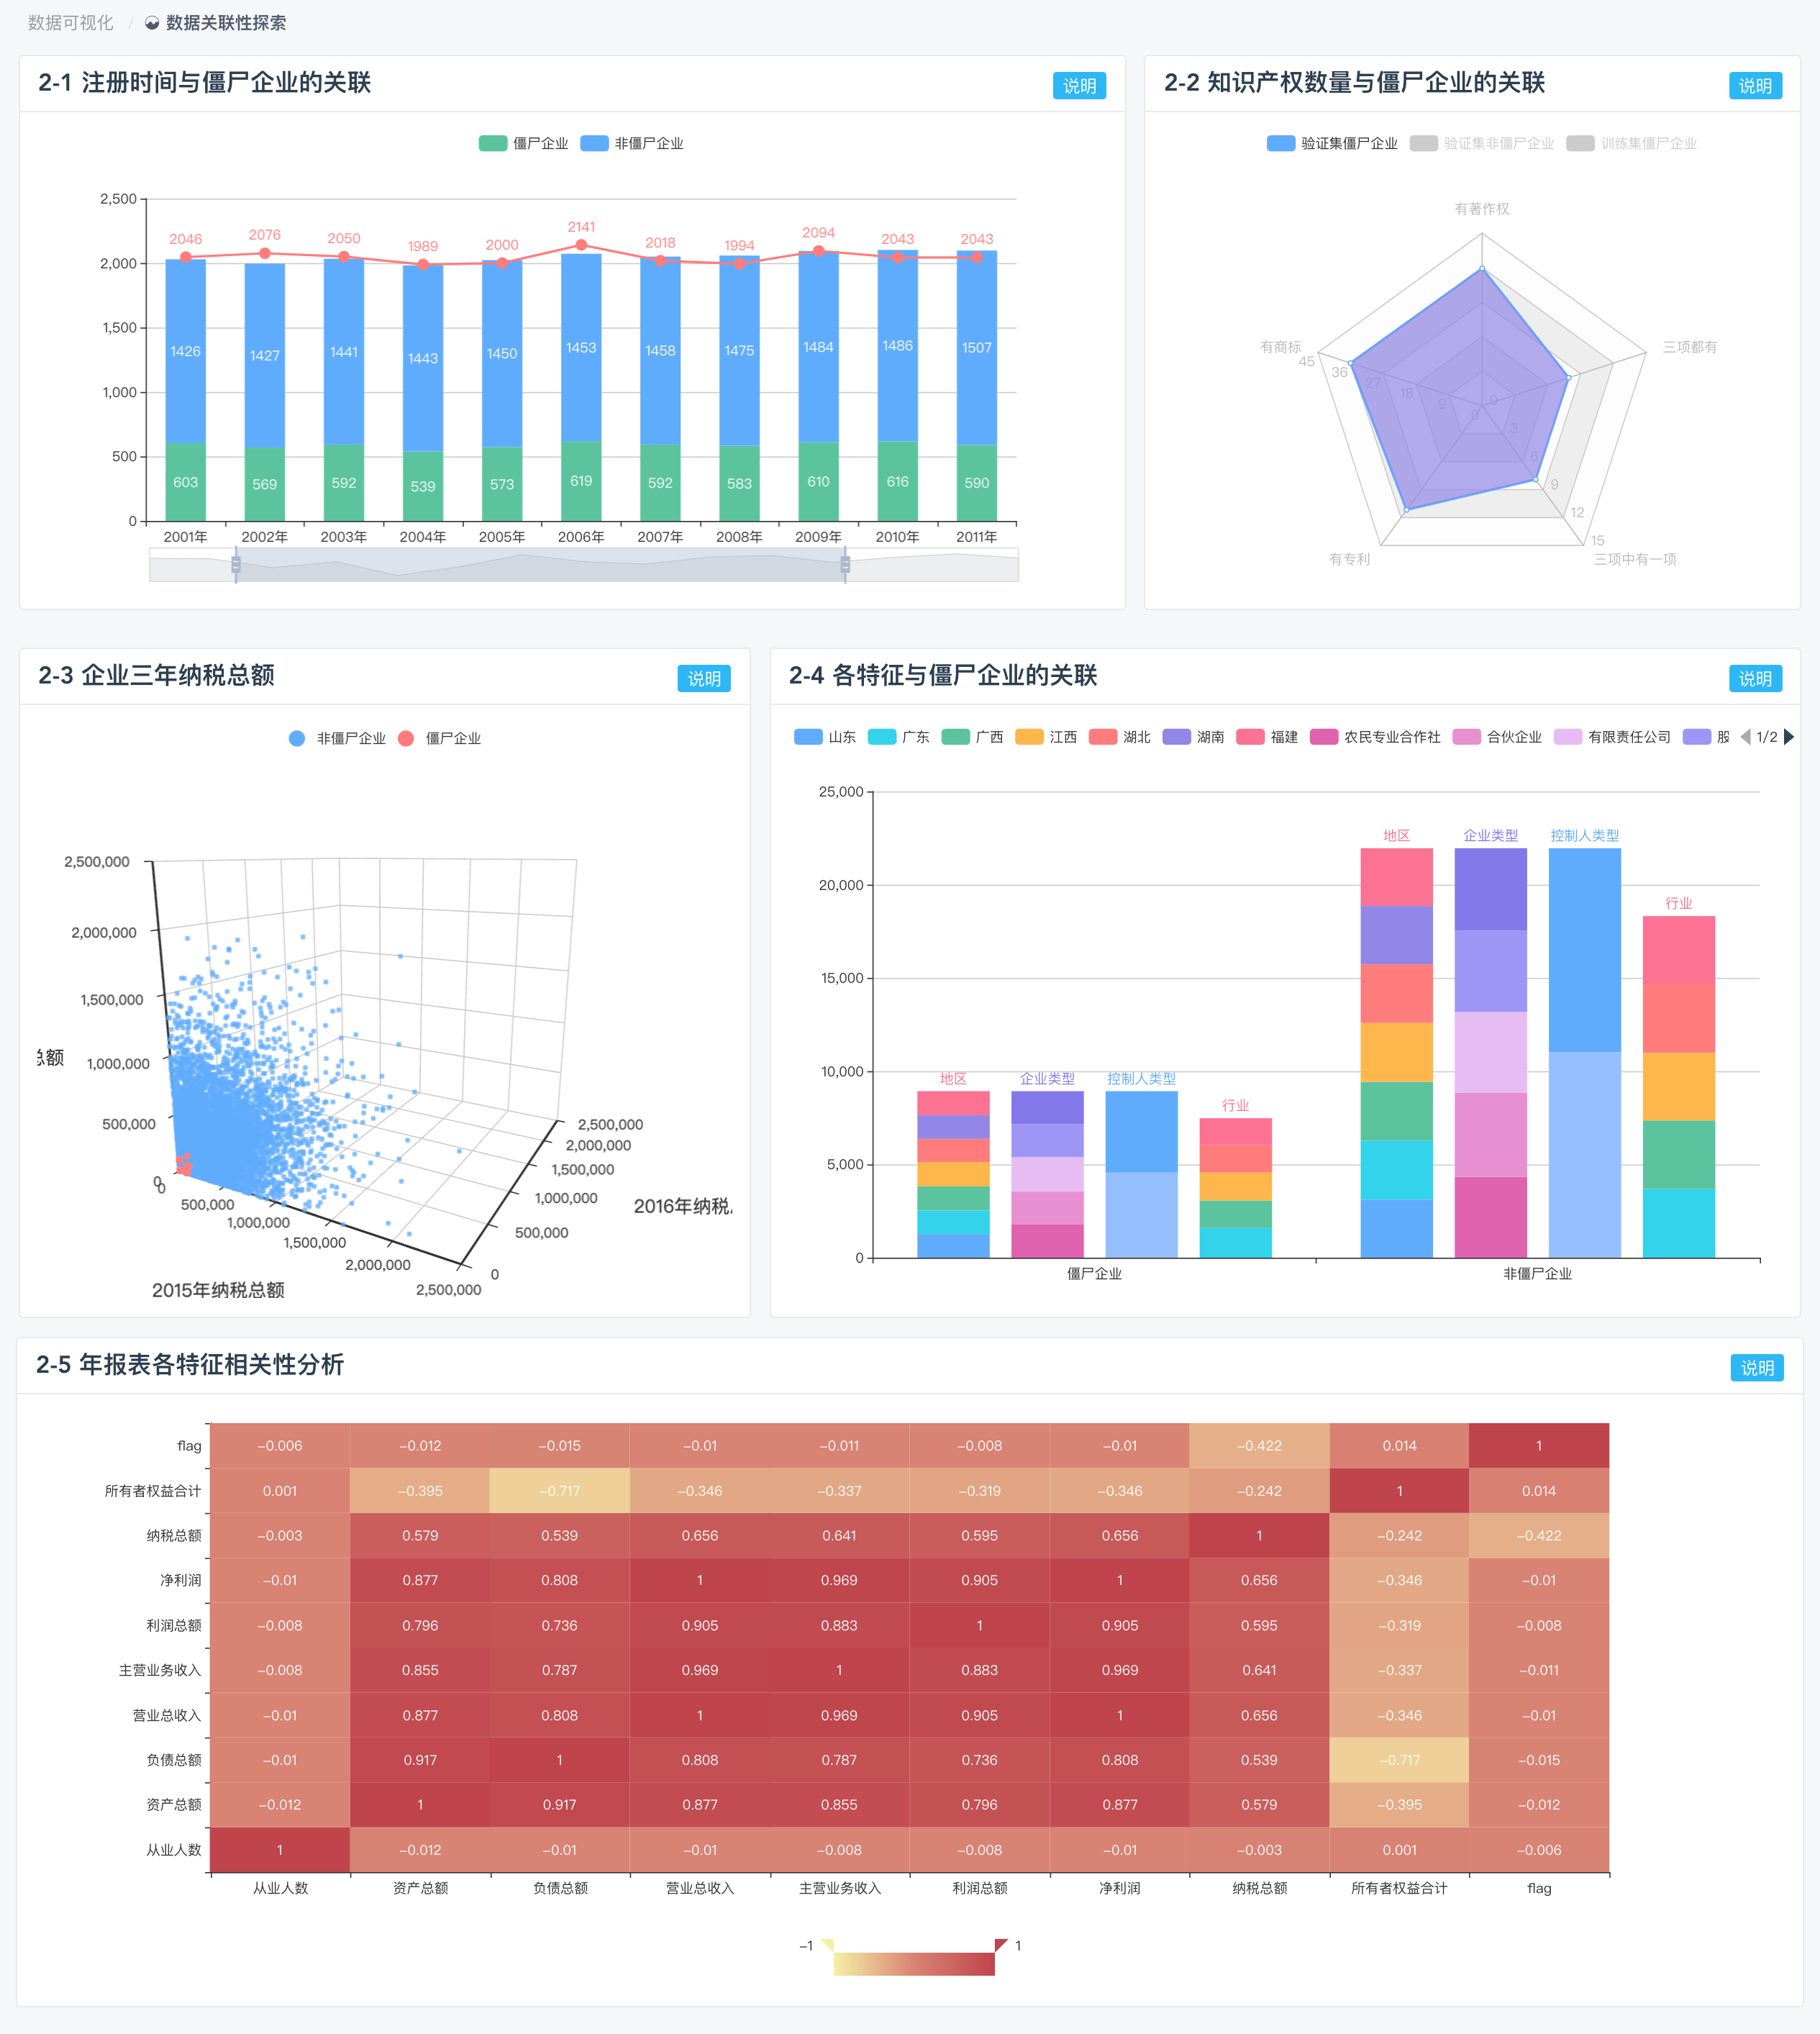 数据可视化 / 数据关联性探索
2-1 注册时间与僵尸企业的关联
说明
僵尸企业 非僵尸企业
2,500
2,000
1,500
1,000
500
0
2046 2076 2050 1989 2000 2141 2018 1994 2094 2043 2043
1426 1427 1441 1443 1450 1453 1458 1475 1484 1486 1507
603 569 592 539 573 619 592 583 610 616 590
2001年 2002年 2003年 2004年 2005年 2006年 2007年 2008年 2009年 2010年 2011年
2-2 知识产权数量与僵尸企业的关联
说明
验证集僵尸企业 验证集非僵尸企业 训练集僵尸企业
有著作权
有商标
三项都有
45 36 27 18 9 0
0
3
6
9
12
15
有专利
三项中有一项
2-3 企业三年纳税总额
说明
非僵尸企业 僵尸企业
2,500,000
2,000,000
1,500,000
总额
1,000,000
500,000
0
0
500,000
1,000,000
1,500,000
2,000,000
2,500,000
2015年纳税总额
2,500,000
2,000,000
1,500,000
1,000,000
500,000
0
2016年纳税.
2-4 各特征与僵尸企业的关联
说明
山东 广东 广西 江西 湖北 湖南 福建 农民专业合作社 合伙企业 有限责任公司 股 1/2
25,000
20,000
15,000
10,000
5,000
0
地区 企业类型 控制人类型 行业
地区 企业类型 控制人类型 行业
僵尸企业 非僵尸企业
2-5 年报表各特征相关性分析
说明
flag −0.006 −0.012 −0.015 −0.01 −0.011 −0.008 −0.01 −0.422 0.014 1
所有者权益合计 0.001 −0.395 −0.717 −0.346 −0.337 −0.319 −0.346 −0.242 1 0.014
纳税总额 −0.003 0.579 0.539 0.656 0.641 0.595 0.656 1 −0.242 −0.422
净利润 −0.01 0.877 0.808 1 0.969 0.905 1 0.656 −0.346 −0.01
利润总额 −0.008 0.796 0.736 0.905 0.883 1 0.905 0.595 −0.319 −0.008
主营业务收入 −0.008 0.855 0.787 0.969 1 0.883 0.969 0.641 −0.337 −0.011
营业总收入 −0.01 0.877 0.808 1 0.969 0.905 1 0.656 −0.346 −0.01
负债总额 −0.01 0.917 1 0.808 0.787 0.736 0.808 0.539 −0.717 −0.015
资产总额 −0.012 1 0.917 0.877 0.855 0.796 0.877 0.579 −0.395 −0.012
从业人数 1 −0.012 −0.01 −0.01 −0.008 −0.008 −0.01 −0.003 0.001 −0.006
从业人数 资产总额 负债总额 营业总收入 主营业务收入 利润总额 净利润 纳税总额 所有者权益合计 flag
−1 1